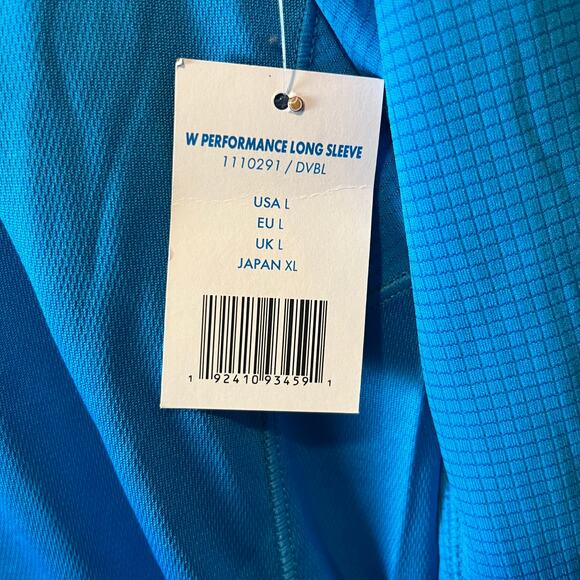 W PERFORMANCE LONG SLEEVE
1110291 / DVBL
USA L
EU L
UK L
JAPAN XL
1 92410 93459 1